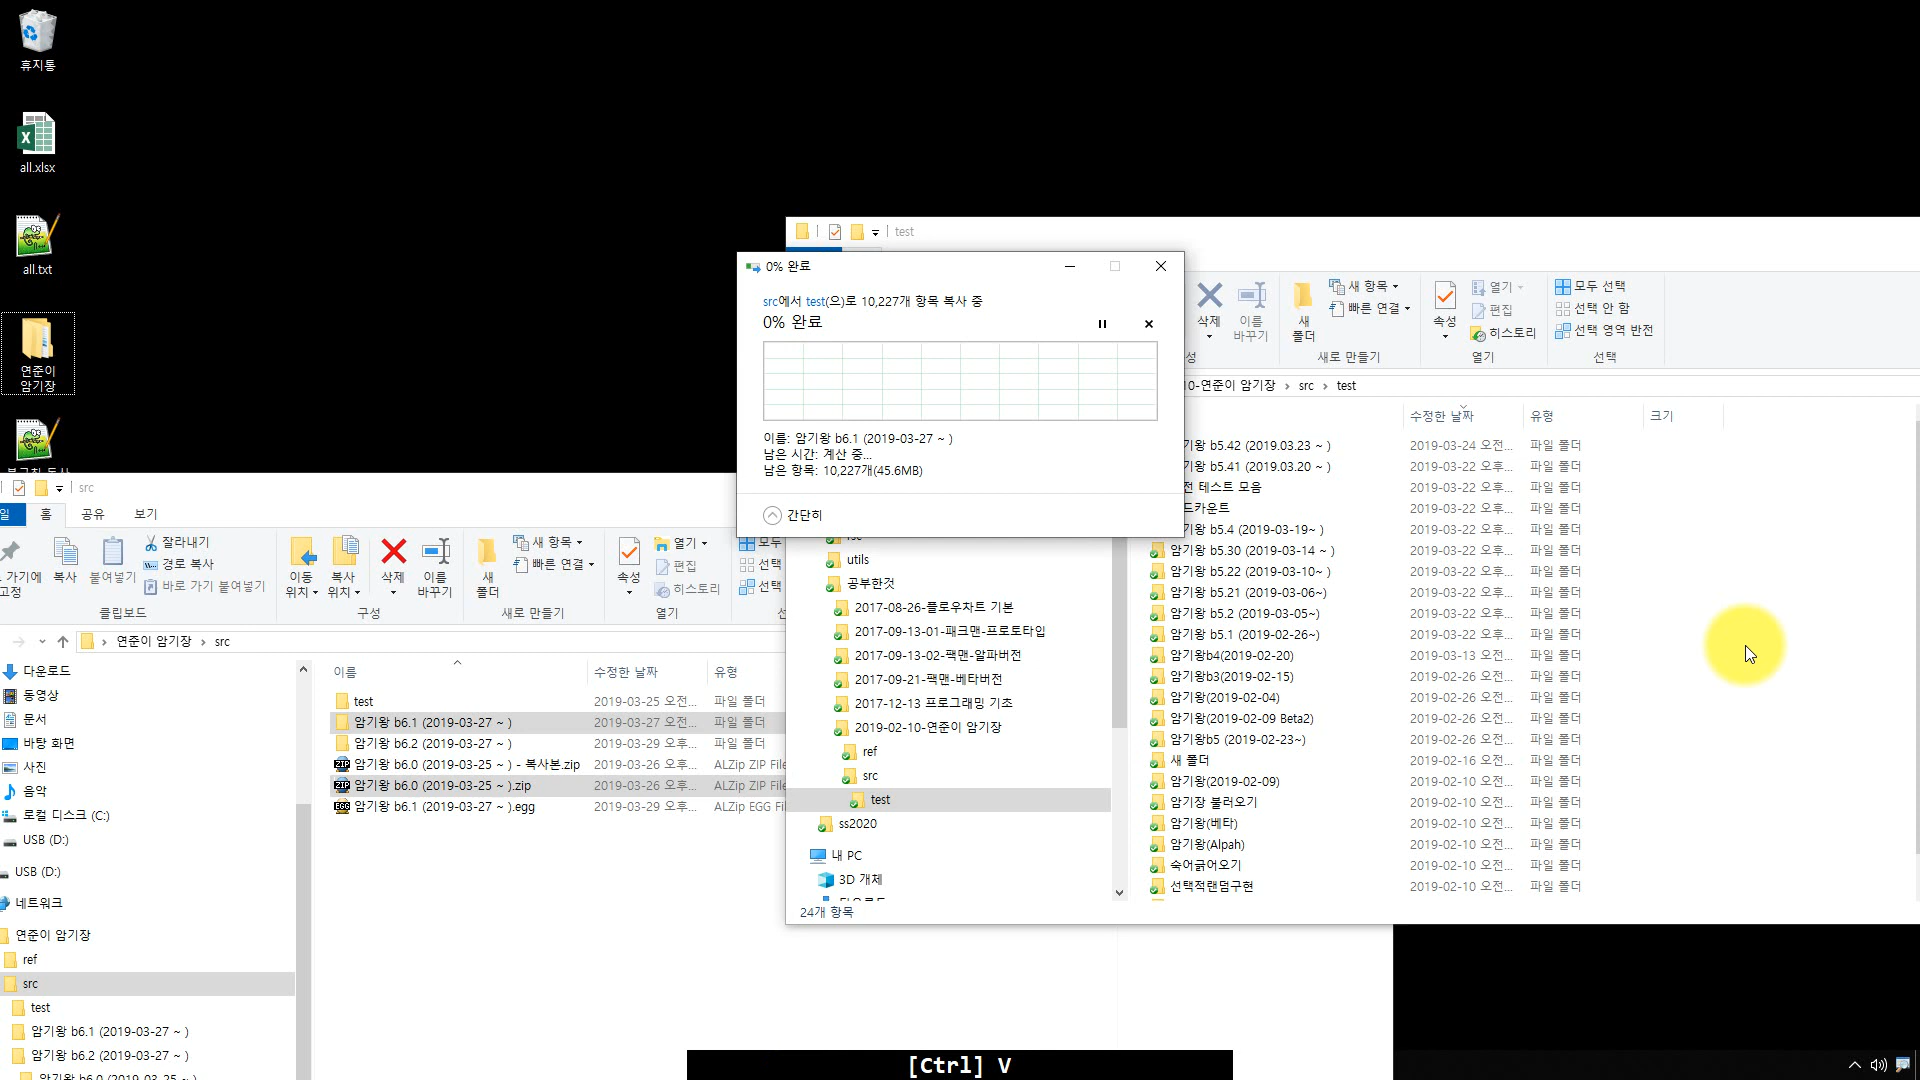 휴지통
all.xlsx
all.txt
연준이
암기장
test
0% 완료
src에서 test(으)로 10,227개 항목 복사 중
0% 완료
이름: 암기왕 b6.1 (2019-03-27 ~ )
남은 시간: 계산 중...
남은 항목: 10,227개(45.6MB)
간단히
삭제
이름
바꾸기
새
폴더
새 항목
빠른 연결
새로 만들기
속성
열기
편집
히스토리
열기
모두 선택
선택 안 함
선택 영역 반전
선택
연준이 암기장 › src › test
수정한 날짜 유형 크기
기왕 b5.42 (2019.03.23 ~ ) 2019-03-24 오전... 파일 폴더
기왕 b5.41 (2019.03.20 ~ ) 2019-03-22 오후... 파일 폴더
전 테스트 모음 2019-03-22 오후... 파일 폴더
드카운트 2019-03-22 오후... 파일 폴더
기왕 b5.4 (2019-03-19~ ) 2019-03-22 오후... 파일 폴더
암기왕 b5.30 (2019-03-14 ~ ) 2019-03-22 오후... 파일 폴더
암기왕 b5.22 (2019-03-10~ ) 2019-03-22 오후... 파일 폴더
암기왕 b5.21 (2019-03-06~) 2019-03-22 오후... 파일 폴더
암기왕 b5.2 (2019-03-05~) 2019-03-22 오후... 파일 폴더
암기왕 b5.1 (2019-02-26~) 2019-03-22 오후... 파일 폴더
암기왕b4(2019-02-20) 2019-03-13 오전... 파일 폴더
암기왕b3(2019-02-15) 2019-02-26 오전... 파일 폴더
암기왕(2019-02-04) 2019-02-26 오전... 파일 폴더
암기왕(2019-02-09 Beta2) 2019-02-26 오전... 파일 폴더
암기왕b5 (2019-02-23~) 2019-02-26 오전... 파일 폴더
새 폴더 2019-02-16 오전... 파일 폴더
암기왕(2019-02-09) 2019-02-10 오전... 파일 폴더
암기장 불러오기 2019-02-10 오전... 파일 폴더
암기왕(베타) 2019-02-10 오전... 파일 폴더
암기왕(Alpah) 2019-02-10 오전... 파일 폴더
숙어긁어오기 2019-02-10 오전... 파일 폴더
선택적랜덤구현 2019-02-10 오전... 파일 폴더
utils
공부한것
2017-08-26-플로우차트 기본
2017-09-13-01-패크맨-프로토타입
2017-09-13-02-팩맨-알파버전
2017-09-21-팩맨-베타버전
2017-12-13 프로그래밍 기초
2019-02-10-연준이 암기장
ref
src
test
ss2020
내 PC
3D 개체
24개 항목
src
일 홈 공유 보기
가기에
고정
복사
붙여넣기
잘라내기
경로 복사
바로 가기 붙여넣기
클립보드
이동
위치
복사
위치
삭제
이름
바꾸기
구성
새
폴더
새 항목
빠른 연결
새로 만들기
속성
열기
편집
히스토리
열기
모두
선택
선택
연준이 암기장 › src
이름 수정한 날짜 유형
test 2019-03-25 오전... 파일 폴더
암기왕 b6.1 (2019-03-27 ~ ) 2019-03-27 오전... 파일 폴더
암기왕 b6.2 (2019-03-27 ~ ) 2019-03-29 오후... 파일 폴더
암기왕 b6.0 (2019-03-25 ~ ) - 복사본.zip 2019-03-26 오후... ALZip ZIP File
암기왕 b6.0 (2019-03-25 ~ ).zip 2019-03-26 오후... ALZip ZIP File
암기왕 b6.1 (2019-03-27 ~ ).egg 2019-03-29 오후... ALZip EGG Fil
다운로드
동영상
문서
바탕 화면
사진
음악
로컬 디스크 (C:)
USB (D:)
USB (D:)
네트워크
연준이 암기장
ref
src
test
암기왕 b6.1 (2019-03-27 ~ )
암기왕 b6.2 (2019-03-27 ~ )
[Ctrl] V